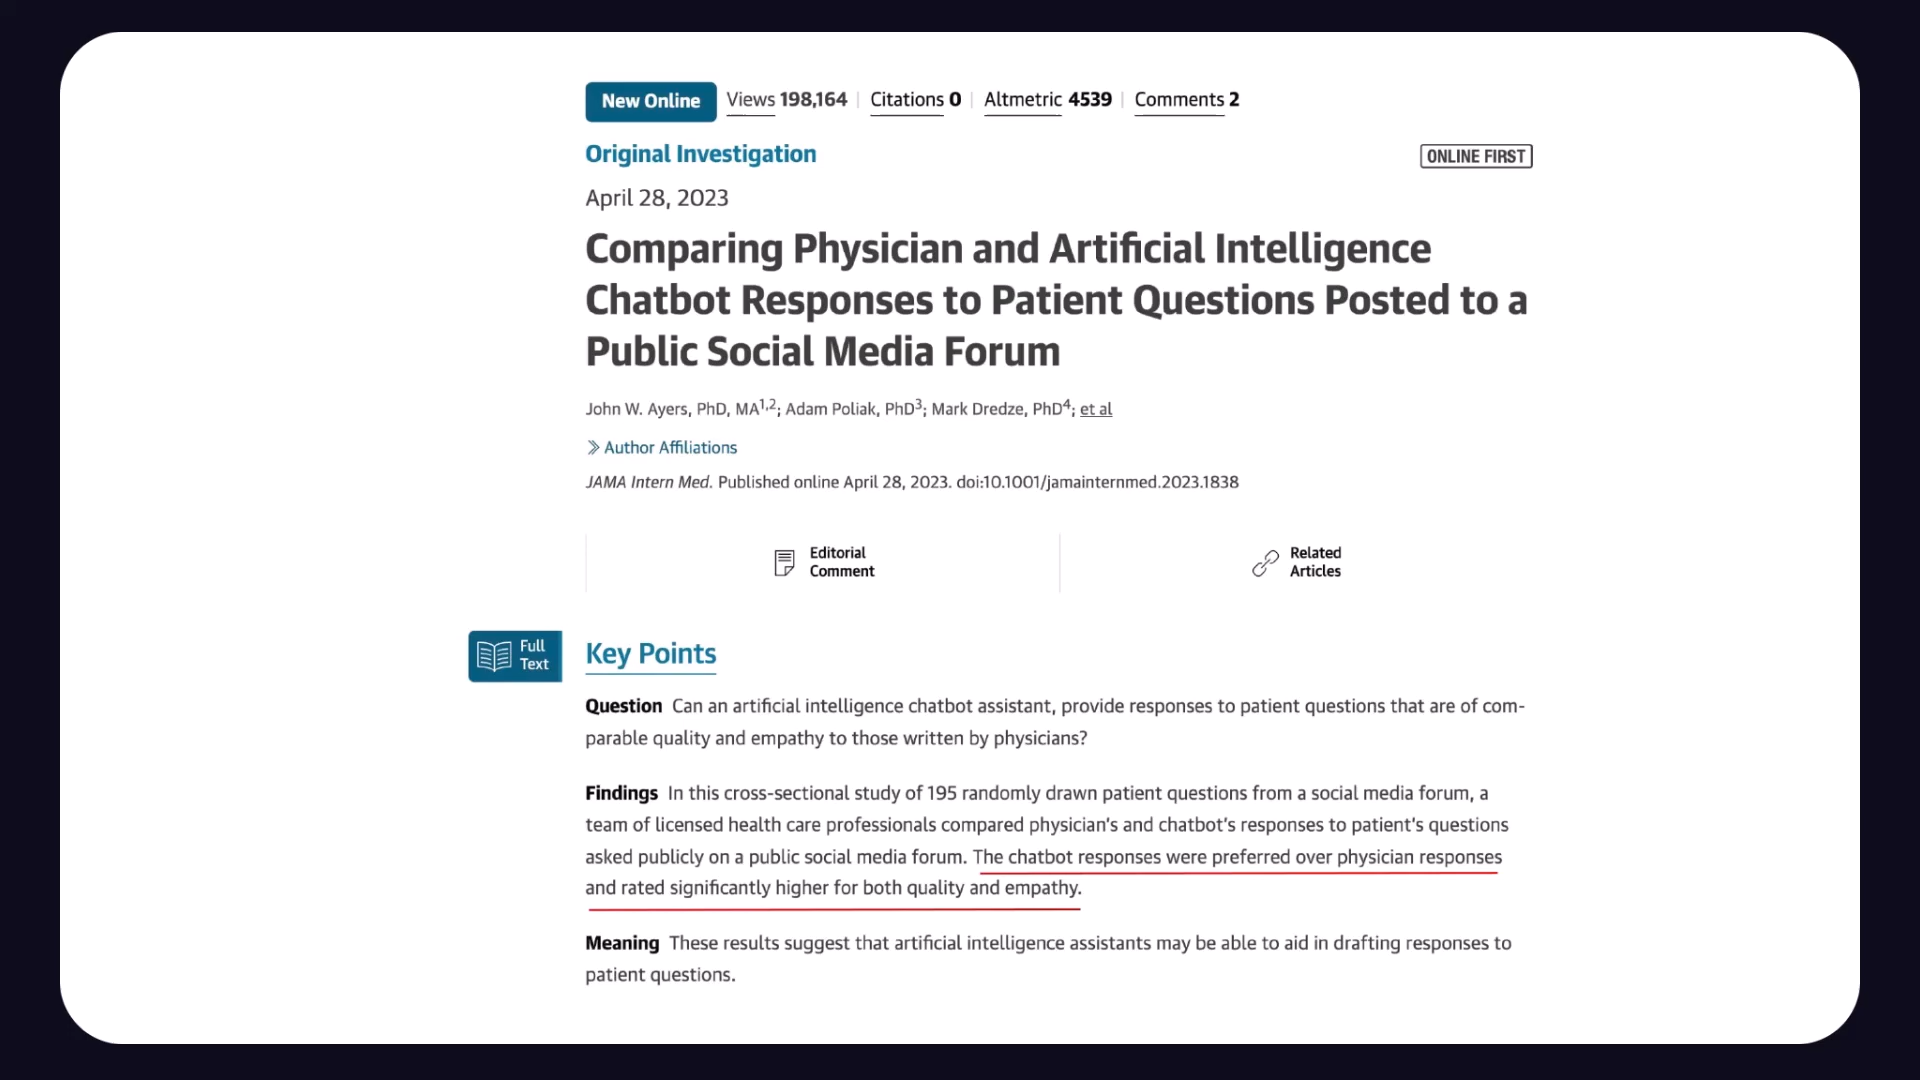 New Online Views 198,164 | Citations 0 | Altmetric 4539 | Comments 2
Original Investigation
ONLINE FIRST
April 28, 2023
Comparing Physician and Artificial Intelligence
Chatbot Responses to Patient Questions Posted to a
Public Social Media Forum
John W. Ayers, PhD, MA1,2; Adam Poliak, PhD3; Mark Dredze, PhD4; et al
Author Affiliations
JAMA Intern Med. Published online April 28, 2023. doi:10.1001/jamainternmed.2023.1838
Editorial
Comment
Related
Articles
Full
Text
Key Points
Question Can an artificial intelligence chatbot assistant, provide responses to patient questions that are of com-
parable quality and empathy to those written by physicians?
Findings In this cross-sectional study of 195 randomly drawn patient questions from a social media forum, a
team of licensed health care professionals compared physician’s and chatbot’s responses to patient’s questions
asked publicly on a public social media forum. The chatbot responses were preferred over physician responses
and rated significantly higher for both quality and empathy.
Meaning These results suggest that artificial intelligence assistants may be able to aid in drafting responses to
patient questions.